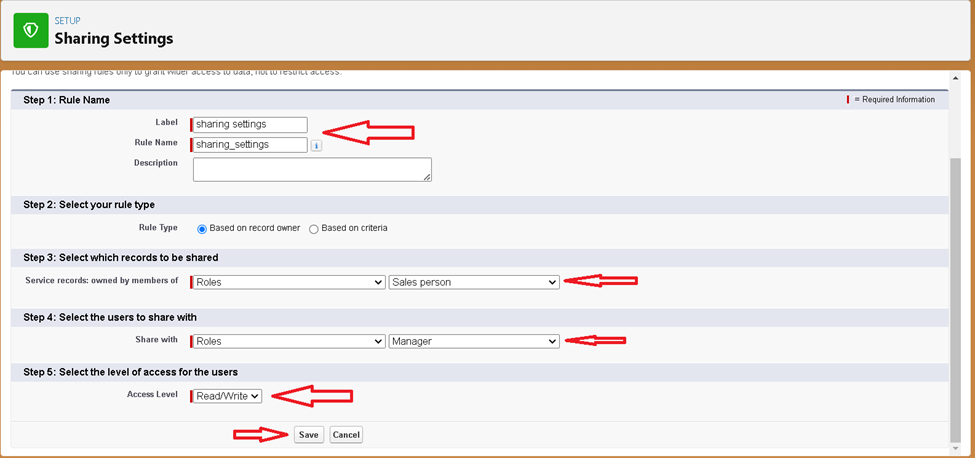 SETUP
Sharing Settings
You can use sharing rules only to grant wider access to data, not to restrict access.
Step 1: Rule Name
= Required Information
Label sharing settings
Rule Name sharing_settings i
Description
Step 2: Select your rule type
Rule Type Based on record owner Based on criteria
Step 3: Select which records to be shared
Service records: owned by members of Roles Sales person
Step 4: Select the users to share with
Share with Roles Manager
Step 5: Select the level of access for the users
Access Level Read/Write
Save Cancel